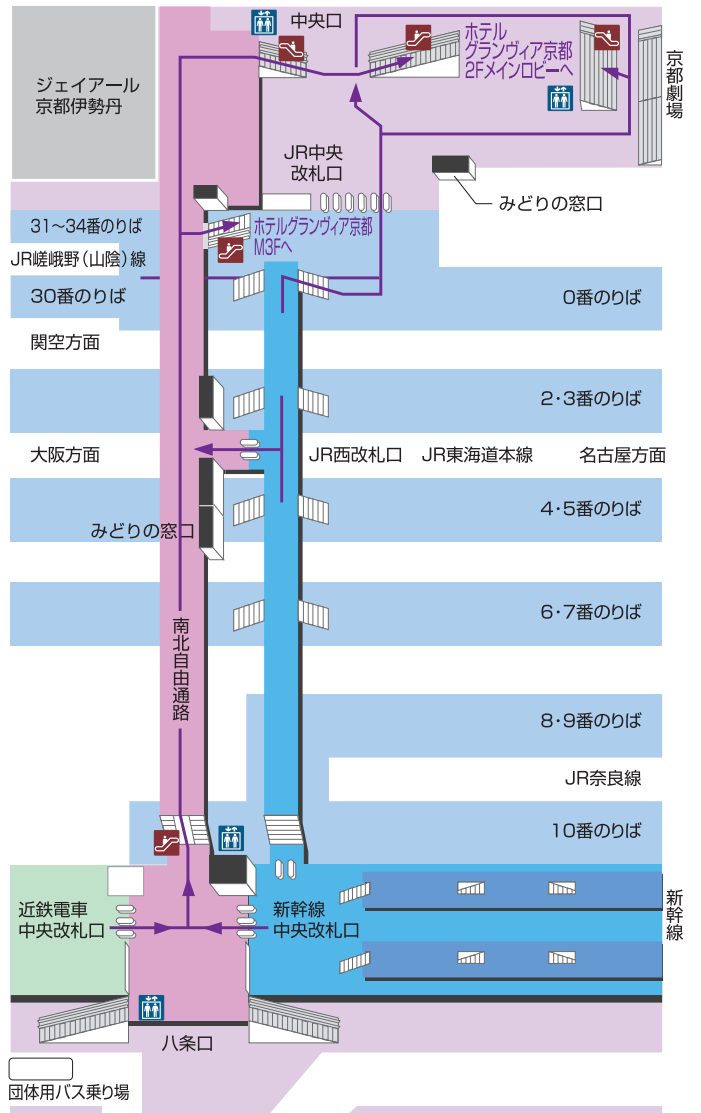 中央口
ホテル
グランヴィア京都
2Fメインロビーへ
京都劇場
ジェイアール
京都伊勢丹
JR中央
改札口
みどりの窓口
31〜34番のりば
ホテルグランヴィア京都
M3Fへ
JR嵯峨野(山陰)線
30番のりば
0番のりば
関空方面
2・3番のりば
大阪方面
JR西改札口
JR東海道本線
名古屋方面
4・5番のりば
みどりの窓口
6・7番のりば
南北自由通路
8・9番のりば
JR奈良線
10番のりば
近鉄電車
中央改札口
新幹線
中央改札口
新幹線
八条口
団体用バス乗り場